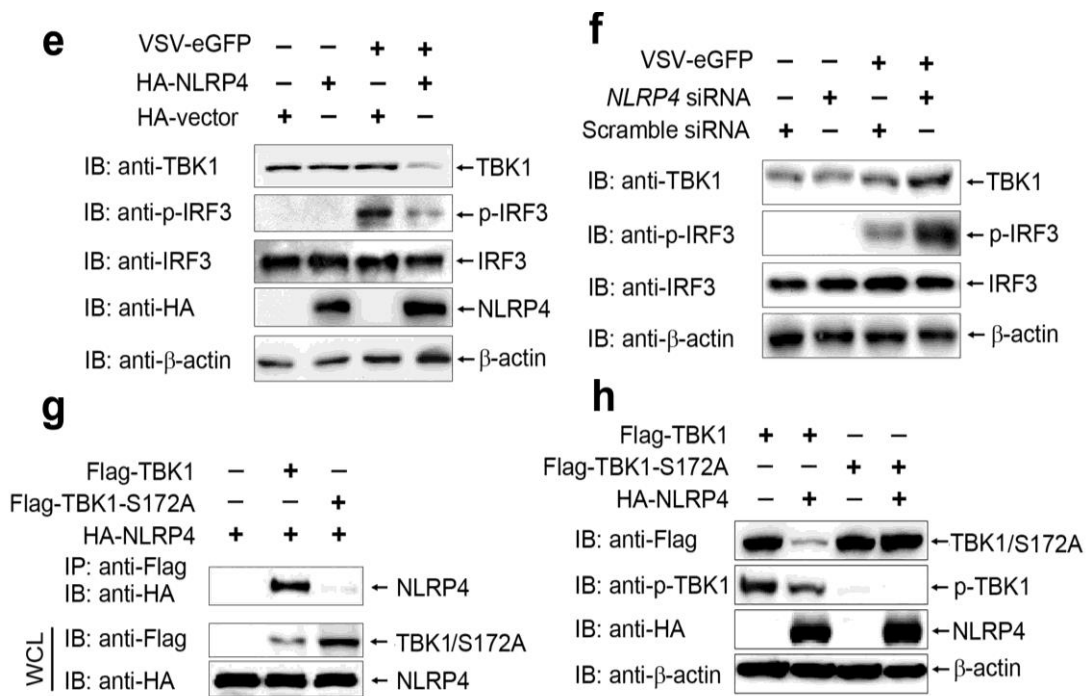 e
VSV-eGFP – – + +
HA-NLRP4 – + – +
HA-vector + – + –
IB: anti-TBK1 ←TBK1
IB: anti-p-IRF3 ←p-IRF3
IB: anti-IRF3 ←IRF3
IB: anti-HA ←NLRP4
IB: anti-β-actin ←β-actin
f
VSV-eGFP – – + +
NLRP4 siRNA – + – +
Scramble siRNA + – + –
IB: anti-TBK1 ←TBK1
IB: anti-p-IRF3 ←p-IRF3
IB: anti-IRF3 ←IRF3
IB: anti-β-actin ←β-actin
g
Flag-TBK1 – + –
Flag-TBK1-S172A – – +
HA-NLRP4 + + +
IP: anti-Flag
IB: anti-HA ← NLRP4
WCL
IB: anti-Flag ←TBK1/S172A
IB: anti-HA ← NLRP4
h
Flag-TBK1 + + – –
Flag-TBK1-S172A – – + +
HA-NLRP4 – + – +
IB: anti-Flag ←TBK1/S172A
IB: anti-p-TBK1 ←p-TBK1
IB: anti-HA ←NLRP4
IB: anti-β-actin ←β-actin